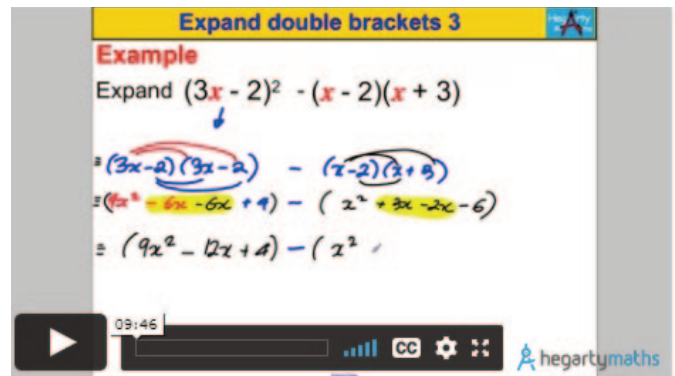 Expand double brackets 3
Hegarty
Example
Expand (3x - 2)² - (x - 2)(x + 3)
= (3x-2)(3x-2) - (x-2)(x+3)
≡ (9x² - 6x - 6x + 4) - (x² + 3x - 2x - 6)
≡ (9x² - 12x + 4) - (x²
09:46
CC
hegartymaths